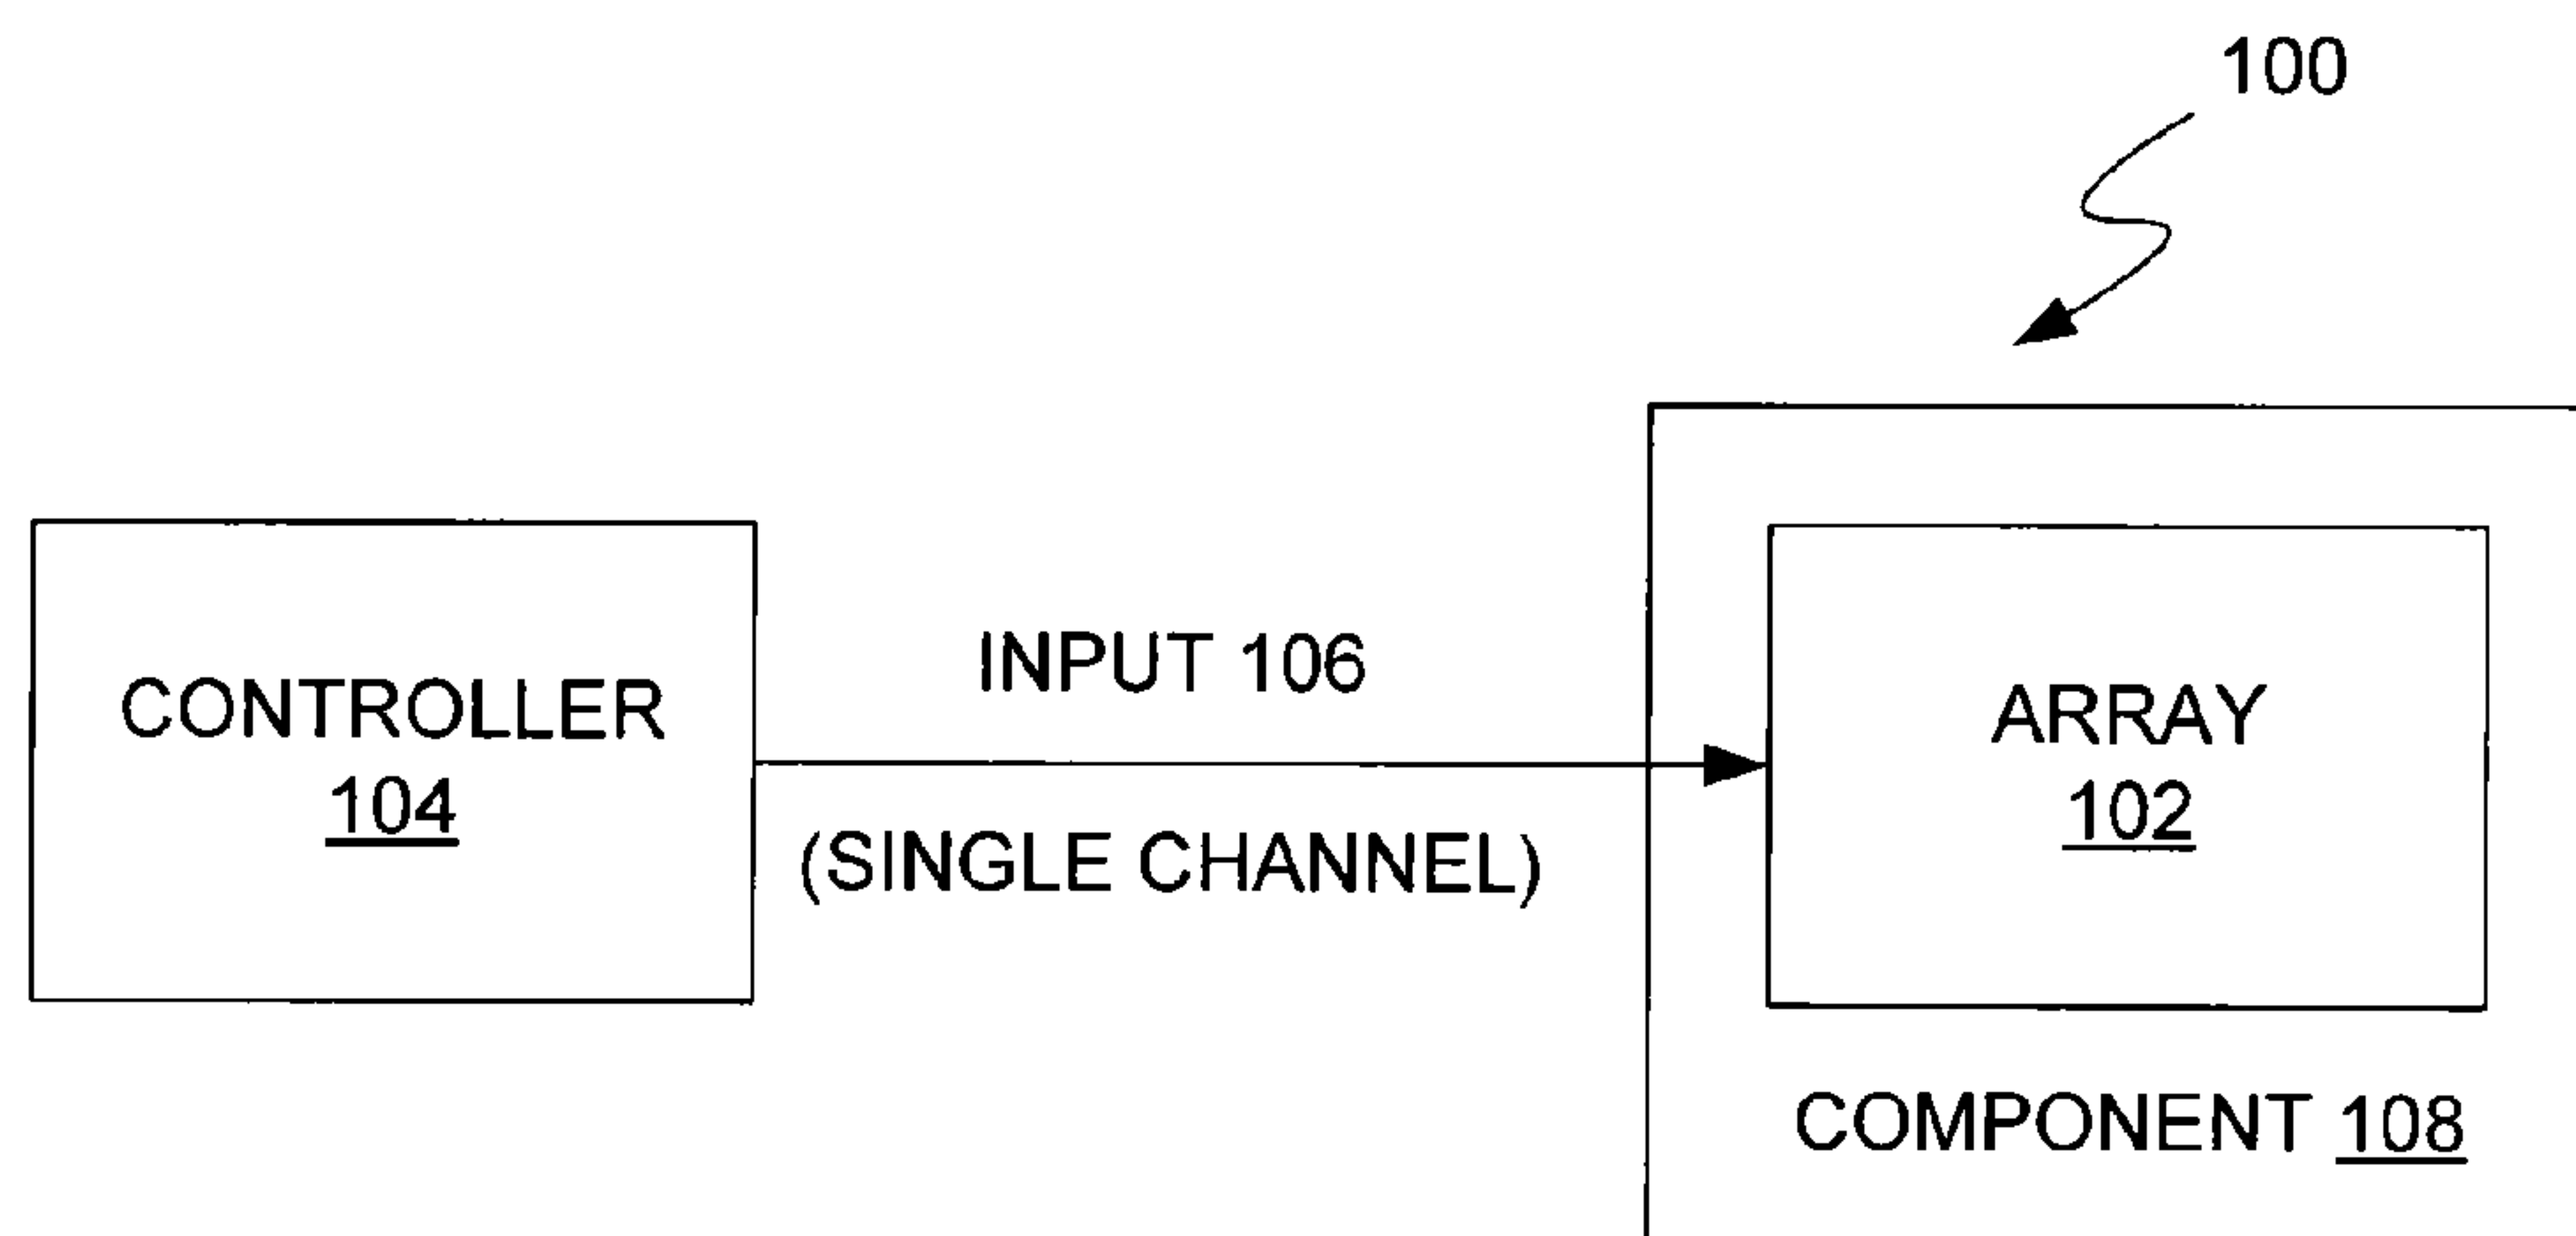 100
INPUT 106
CONTROLLER
104
(SINGLE CHANNEL)
ARRAY
102
COMPONENT 108